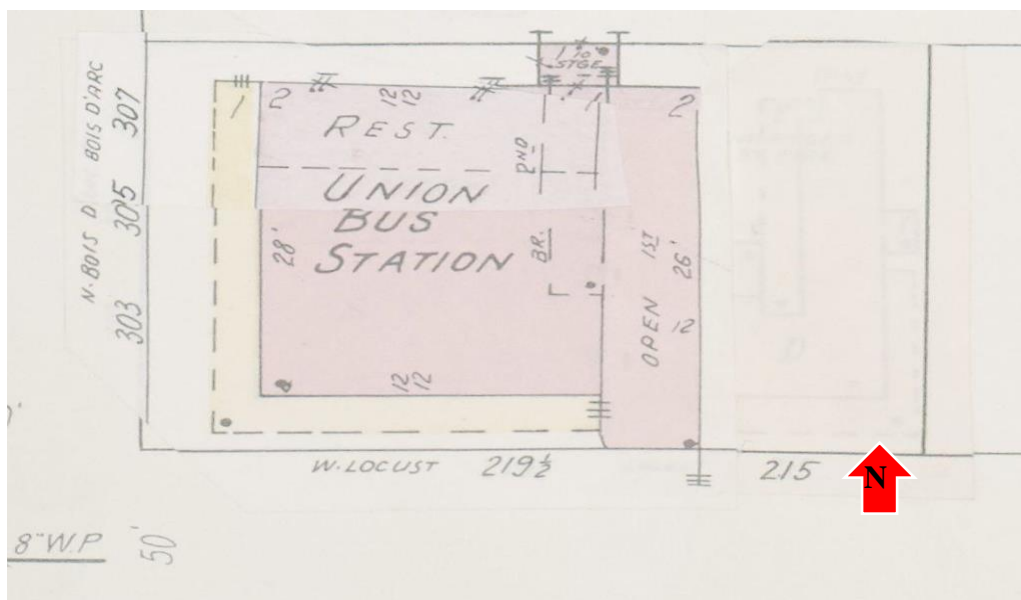 1 10'
STGE.
1
2
12
12
1
2
REST.
2ND
UNION
BUS
STATION
BR.
28'
OPEN 1ST
26'
12
12
12
N. BOIS D
BOIS D'ARC
307
305
303
W. LOCUST 219½
215
N
8" W.P
50'